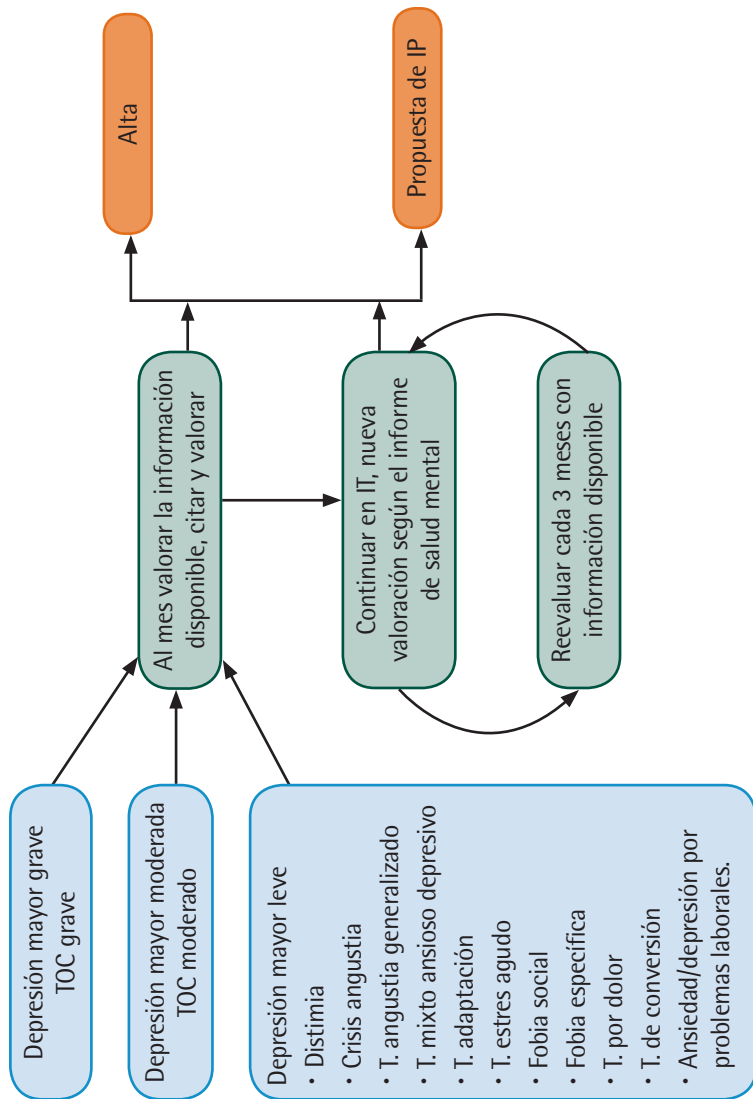 Depresión mayor grave
TOC grave
Depresión mayor moderada
TOC moderado
Depresión mayor leve
· Distimia
· Crisis angustia
· T. angustia generalizado
· T. mixto ansioso depresivo
· T. adaptación
· T. estres agudo
· Fobia social
· Fobia específica
· T. por dolor
· T. de conversión
· Ansiedad/depresión por
problemas laborales.
Al mes valorar la información
disponible, citar y valorar
Continuar en IT, nueva
valoración según el informe
de salud mental
Reevaluar cada 3 meses con
información disponible
Alta
Propuesta de IP